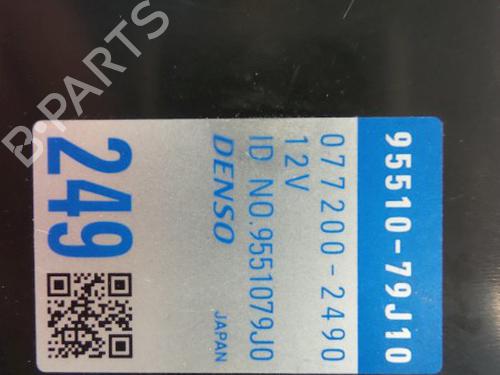 95510-79J10
077200-2490
12V
ID NO.9551079J0
DENSO
JAPAN
249
B-PARTS